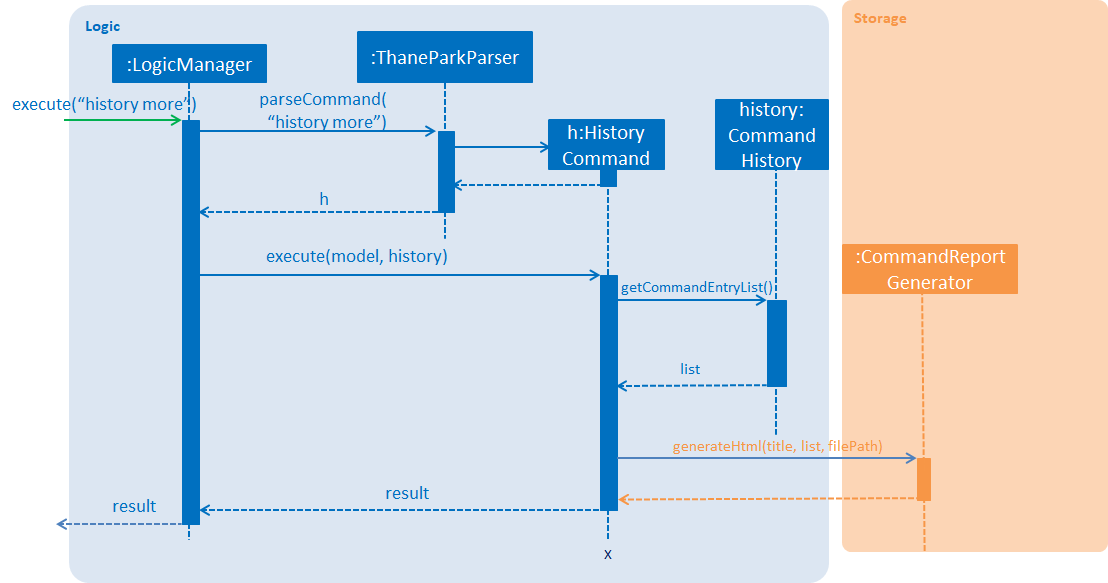 Logic
Storage
:LogicManager
:ThaneParkParser
execute(“history more”)
parseCommand(
“history more”)
h:History
Command
history:
Command
History
h
execute(model, history)
:CommandReport
Generator
getCommandEntryList()
list
generateHtml(title, list, filePath)
result
result
x